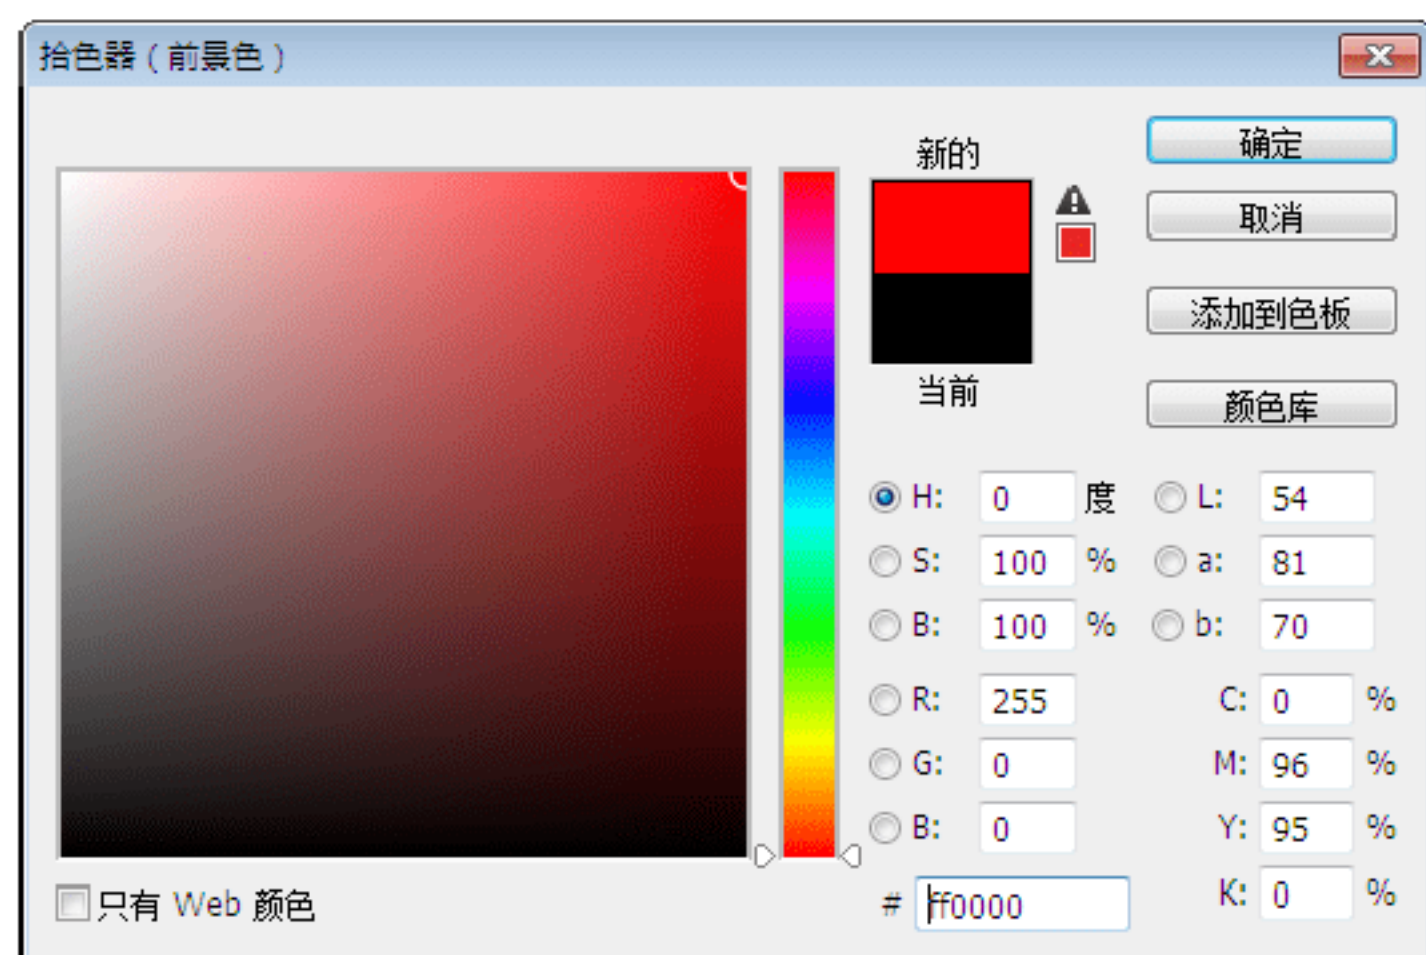 拾色器（前景色）
新的
当前
确定
取消
添加到色板
颜色库
H: 0 度
S: 100 %
B: 100 %
R: 255
G: 0
B: 0
# ff0000
L: 54
a: 81
b: 70
C: 0 %
M: 96 %
Y: 95 %
K: 0 %
只有 Web 颜色